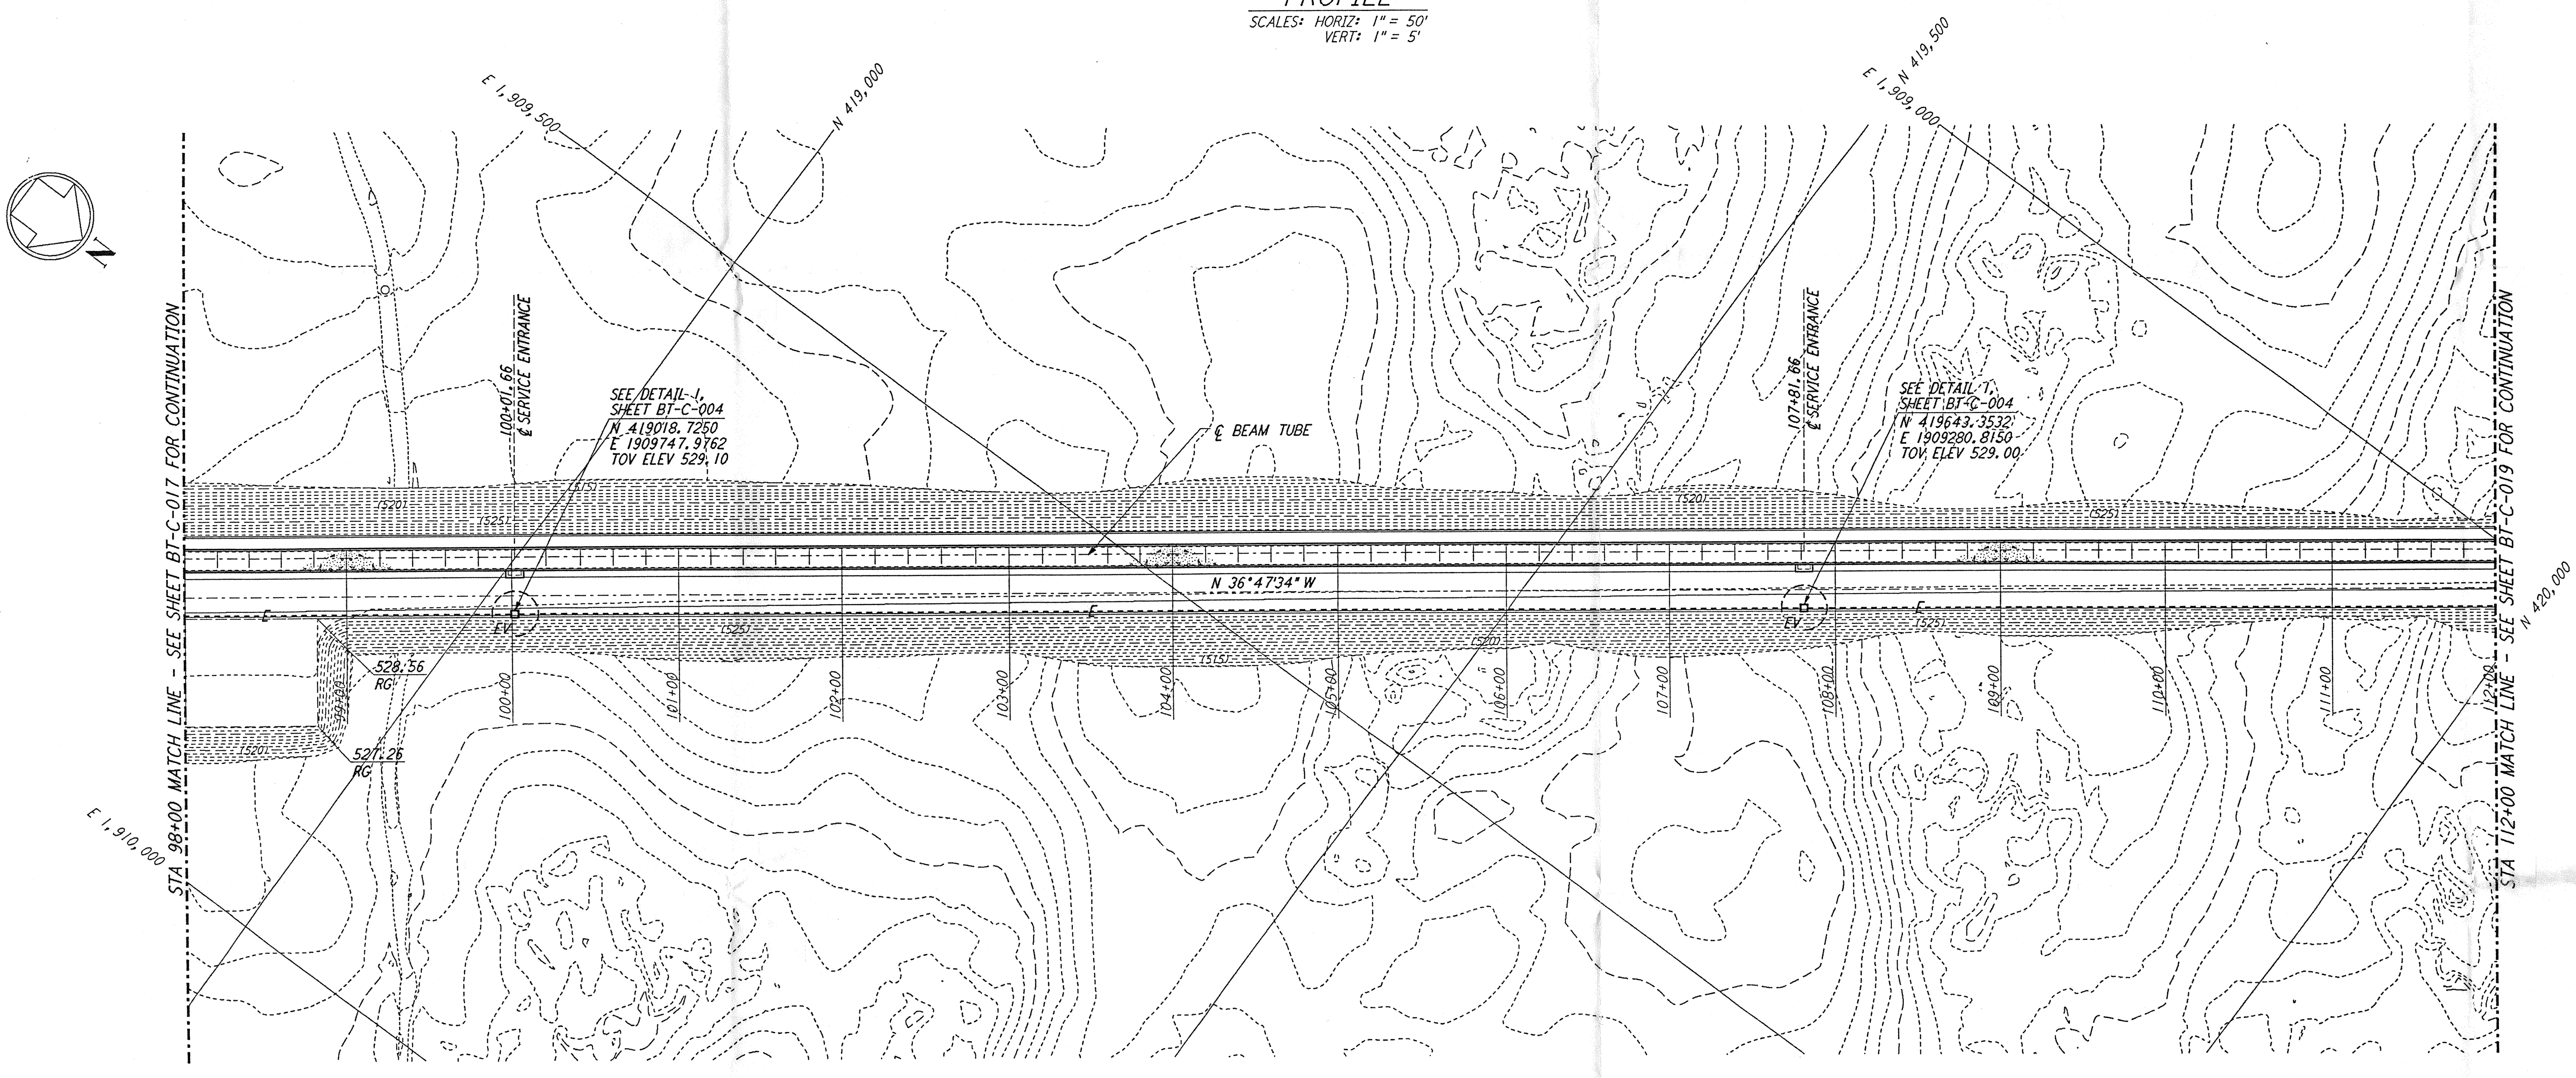 PROFILE
SCALES: HORIZ: 1" = 50'
VERT: 1" = 5'
E 1,909,500
N 419,000
E 1,909,000
N 419,500
N
STA 98+00 MATCH LINE - SEE SHEET BT-C-017 FOR CONTINUATION
100+01.66
℄ SERVICE ENTRANCE
SEE DETAIL 1,
SHEET BT-C-004
N 419018.7250
E 1909747.9762
TOV ELEV 529.10
℄ BEAM TUBE
107+81.66
℄ SERVICE ENTRANCE
SEE DETAIL 1,
SHEET BT-C-004
N 419643.3532
E 1909280.8150
TOV ELEV 529.00
STA 112+00 MATCH LINE - SEE SHEET BT-C-019 FOR CONTINUATION
(515)
(520)
(525)
(520)
(525)
N 36°47'34" W
E
E
E
EV
EV
(525)
(515)
(520)
(525)
528.56
RG
99+00
100+00
101+00
102+00
103+00
104+00
105+00
106+00
107+00
108+00
109+00
110+00
111+00
112+00
N 420,000
(520)
527.26
RG
E 1,910,000